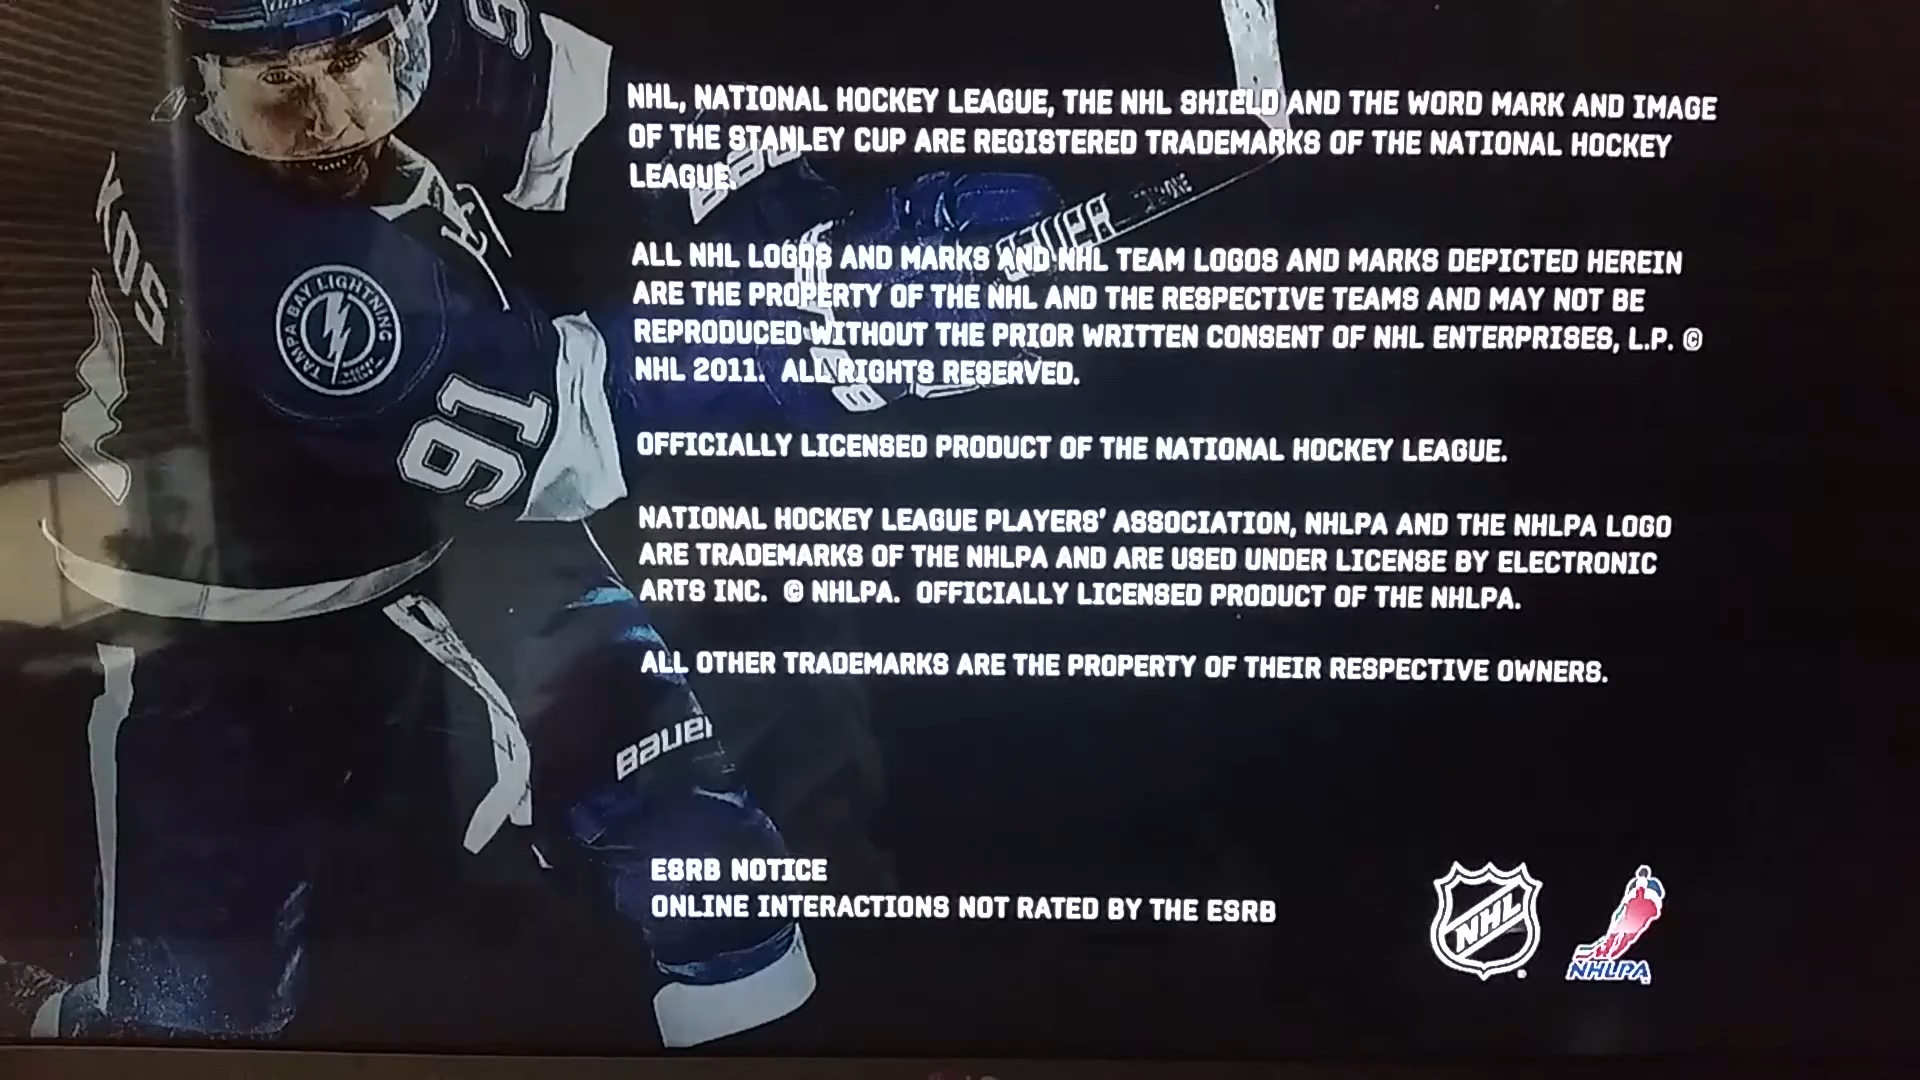 NHL, NATIONAL HOCKEY LEAGUE, THE NHL SHIELD AND THE WORD MARK AND IMAGE
OF THE STANLEY CUP ARE REGISTERED TRADEMARKS OF THE NATIONAL HOCKEY
LEAGUE.
ALL NHL LOGOS AND MARKS AND NHL TEAM LOGOS AND MARKS DEPICTED HEREIN
ARE THE PROPERTY OF THE NHL AND THE RESPECTIVE TEAMS AND MAY NOT BE
REPRODUCED WITHOUT THE PRIOR WRITTEN CONSENT OF NHL ENTERPRISES, L.P. ©
NHL 2011. ALL RIGHTS RESERVED.
OFFICIALLY LICENSED PRODUCT OF THE NATIONAL HOCKEY LEAGUE.
NATIONAL HOCKEY LEAGUE PLAYERS' ASSOCIATION, NHLPA AND THE NHLPA LOGO
ARE TRADEMARKS OF THE NHLPA AND ARE USED UNDER LICENSE BY ELECTRONIC
ARTS INC. © NHLPA. OFFICIALLY LICENSED PRODUCT OF THE NHLPA.
ALL OTHER TRADEMARKS ARE THE PROPERTY OF THEIR RESPECTIVE OWNERS.
ESRB NOTICE
ONLINE INTERACTIONS NOT RATED BY THE ESRB
NHL
NHLPA
TAMPA BAY LIGHTNING
91
BAUER